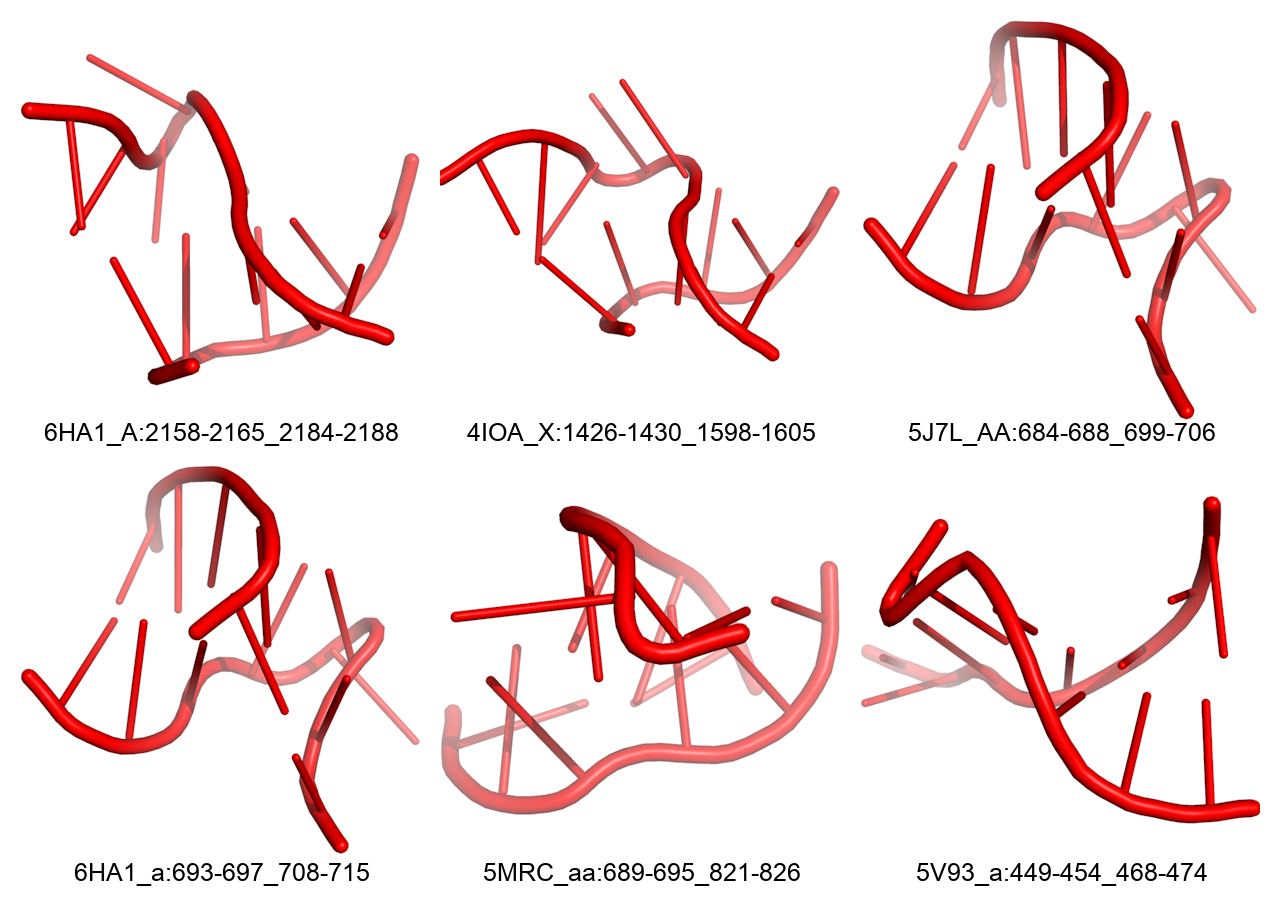 6HA1_A:2158-2165_2184-2188
4IOA_X:1426-1430_1598-1605
5J7L_AA:684-688_699-706
6HA1_a:693-697_708-715
5MRC_aa:689-695_821-826
5V93_a:449-454_468-474